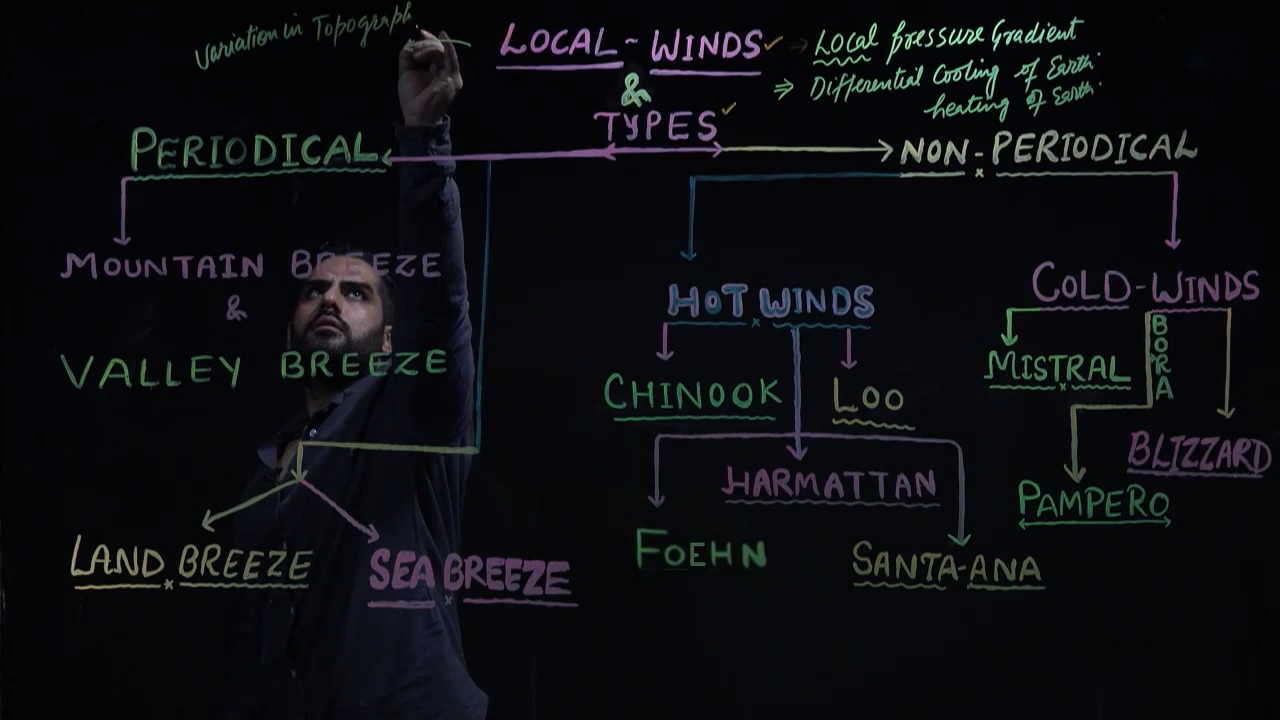 Variation in Topograph
LOCAL - WINDS
&
TYPES
⇒ Local pressure Gradient
⇒ Differential Cooling of Earth
heating of Earth
PERIODICAL
NON - PERIODICAL
MOUNTAIN BREEZE
&
VALLEY BREEZE
LAND BREEZE
SEA BREEZE
HOT WINDS
CHINOOK
LOO
HARMATTAN
FOEHN
SANTA-ANA
COLD-WINDS
MISTRAL
BORA
BLIZZARD
PAMPERO